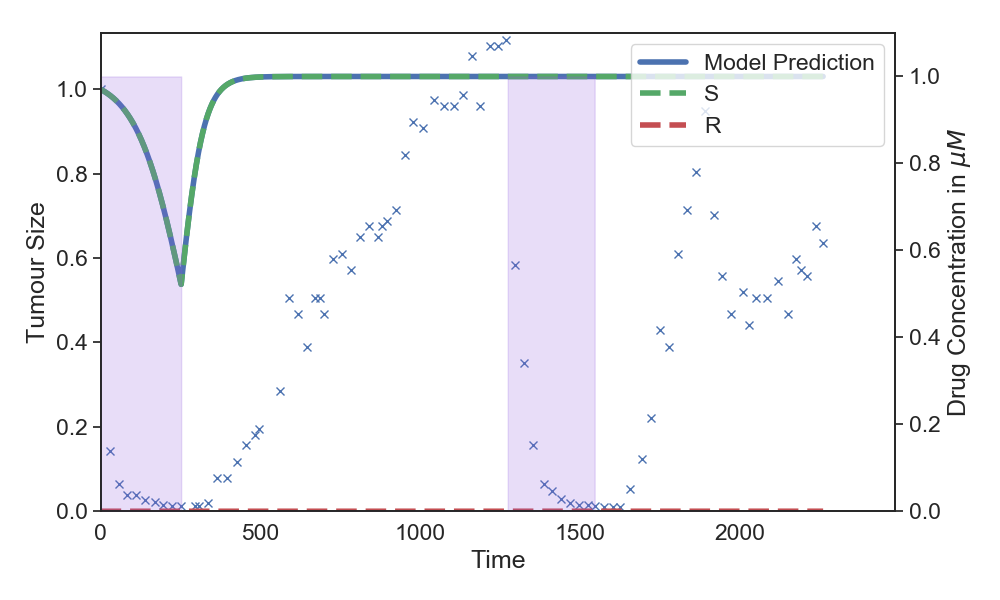 Model Prediction
S
R
1.0
0.8
0.6
0.4
0.2
0.0
Tumour Size
1.0
0.8
0.6
0.4
0.2
0.0
Drug Concentration in μM
0
500
1000
1500
2000
Time